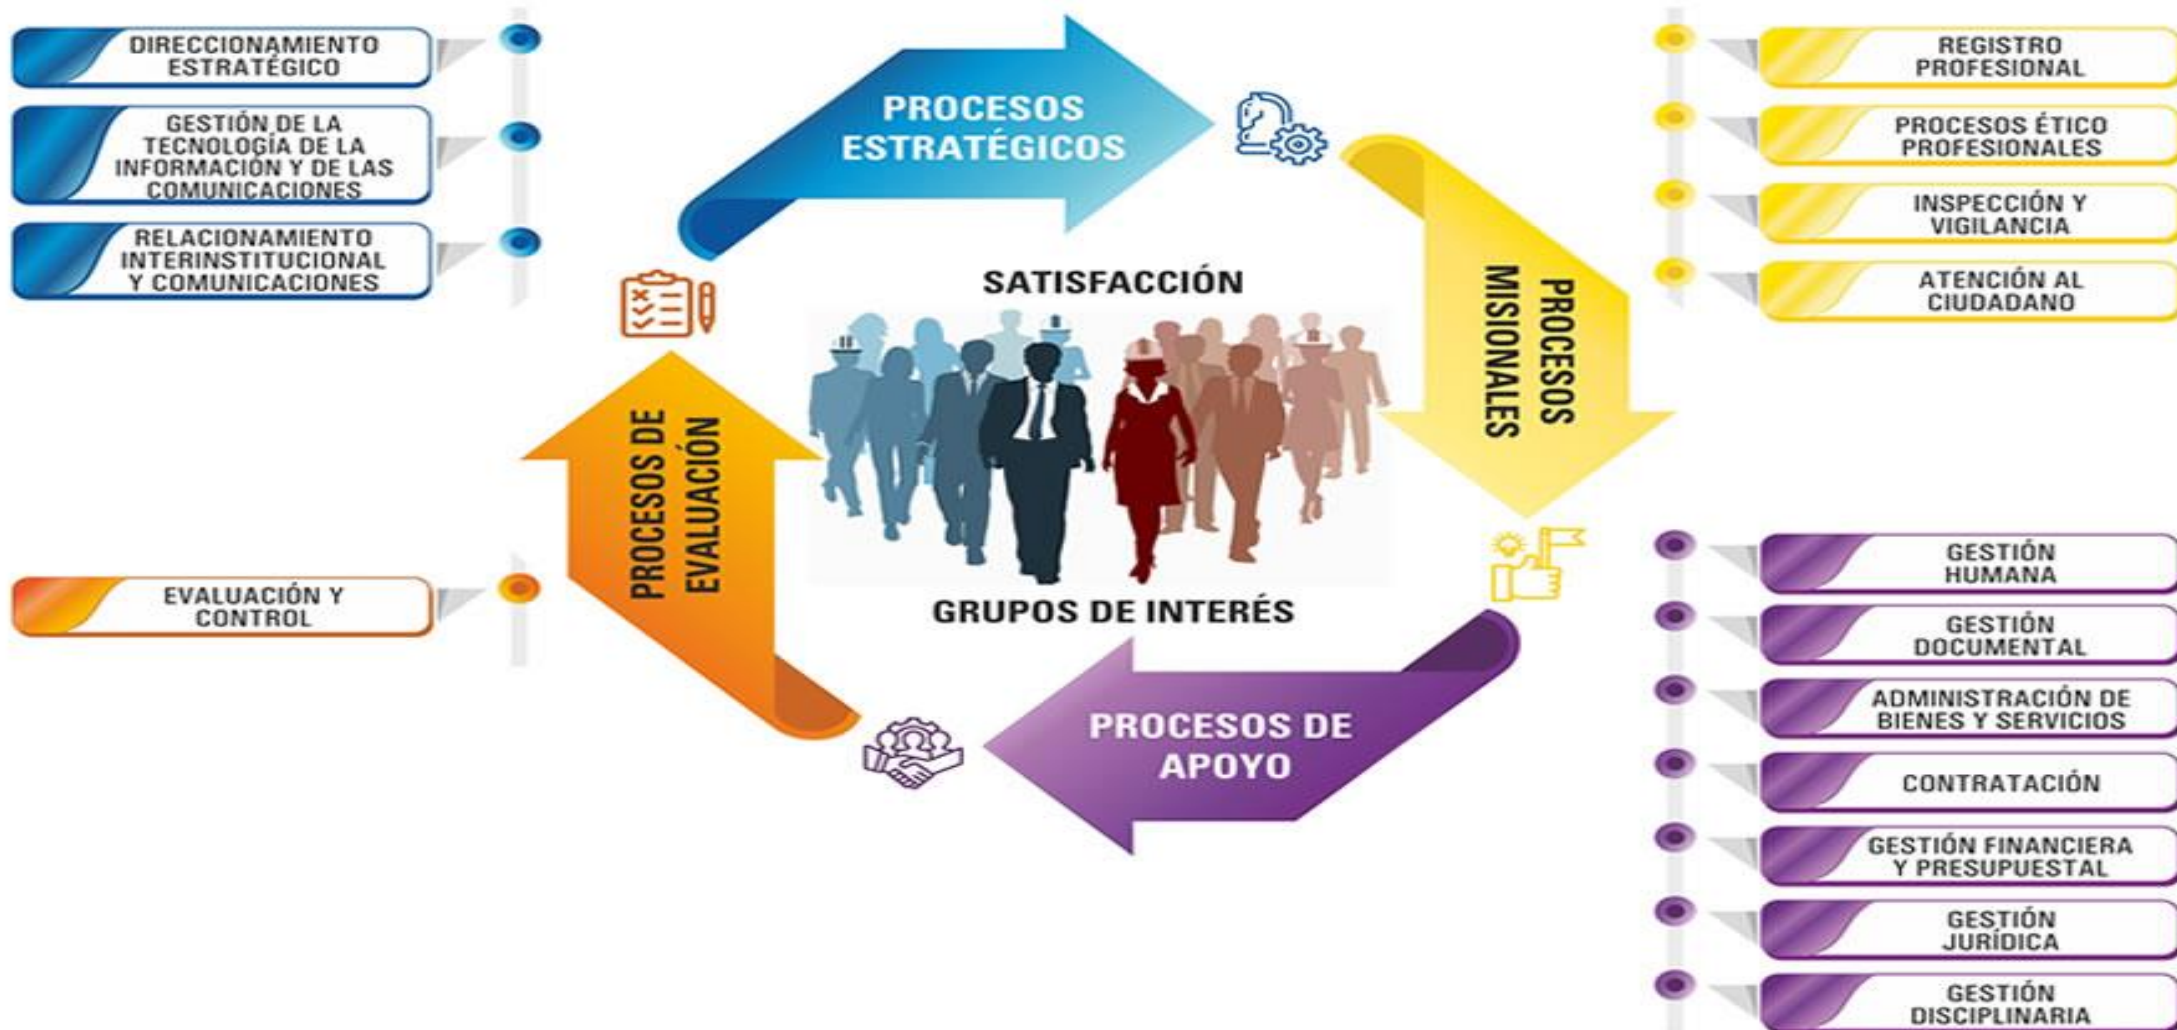 DIRECCIONAMIENTO
ESTRATÉGICO
GESTIÓN DE LA
TECNOLOGÍA DE LA
INFORMACIÓN Y DE LAS
COMUNICACIONES
RELACIONAMIENTO
INTERINSTITUCIONAL
Y COMUNICACIONES
PROCESOS
ESTRATÉGICOS
REGISTRO
PROFESIONAL
PROCESOS ÉTICO
PROFESIONALES
INSPECCIÓN Y
VIGILANCIA
ATENCIÓN AL
CIUDADANO
PROCESOS
MISIONALES
SATISFACCIÓN
GRUPOS DE INTERÉS
PROCESOS DE
EVALUACIÓN
EVALUACIÓN Y
CONTROL
PROCESOS DE
APOYO
GESTIÓN
HUMANA
GESTIÓN
DOCUMENTAL
ADMINISTRACIÓN DE
BIENES Y SERVICIOS
CONTRATACIÓN
GESTIÓN FINANCIERA
Y PRESUPUESTAL
GESTIÓN
JURÍDICA
GESTIÓN
DISCIPLINARIA